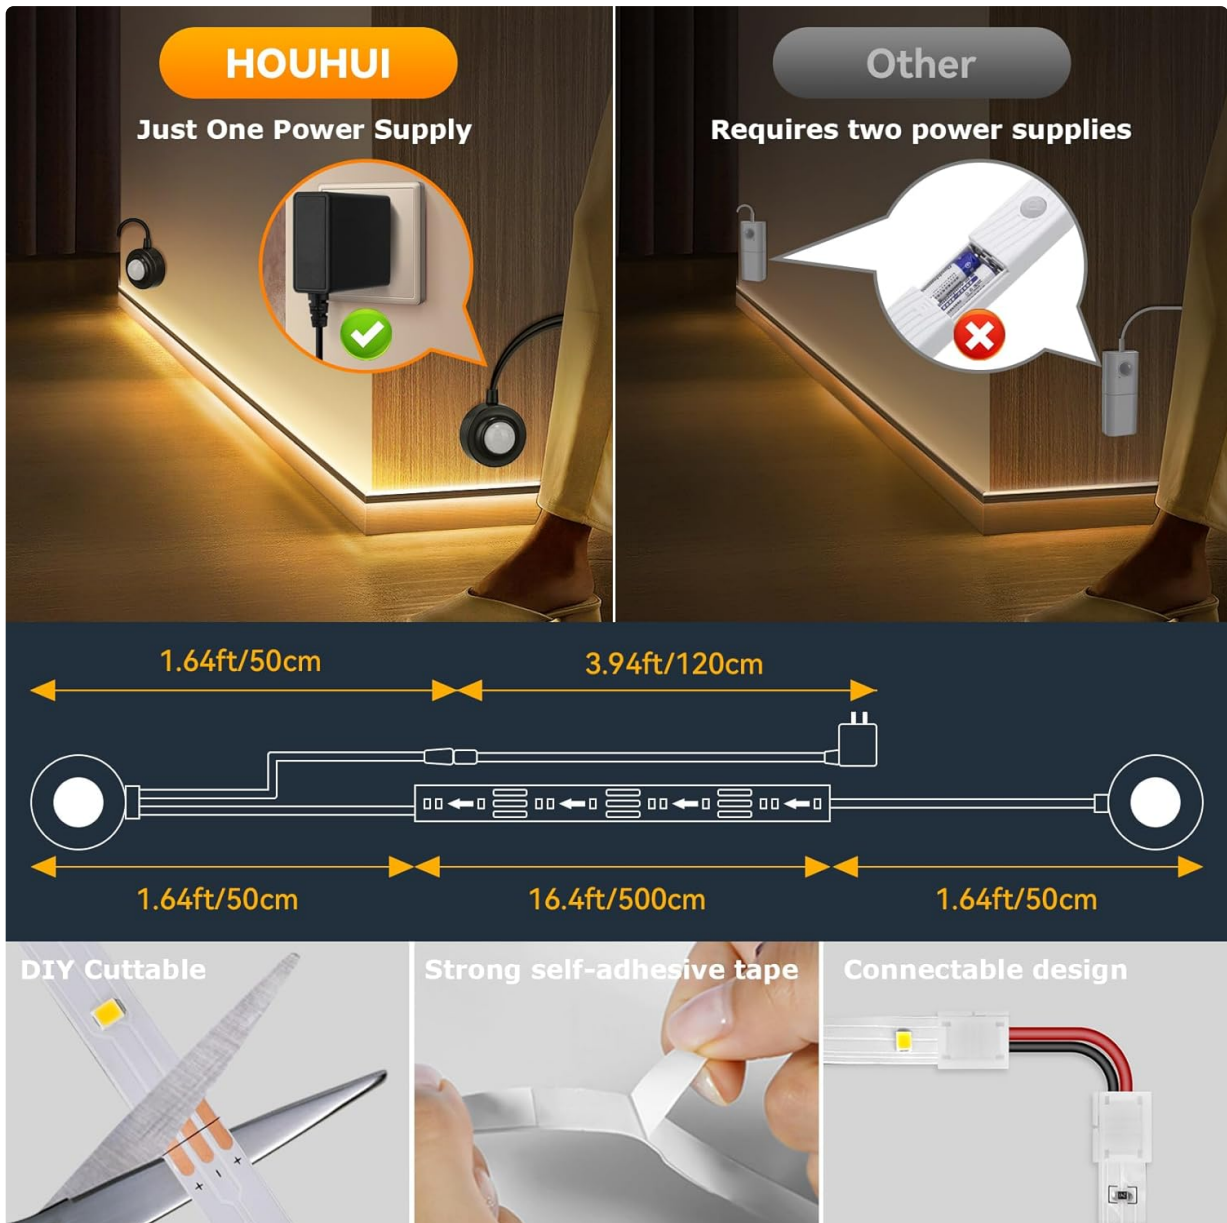 HOUHUI
Other
Just One Power Supply
Requires two power supplies
1.64ft/50cm
3.94ft/120cm
1.64ft/50cm
16.4ft/500cm
1.64ft/50cm
DIY Cuttable
Strong self-adhesive tape
Connectable design
+ - +